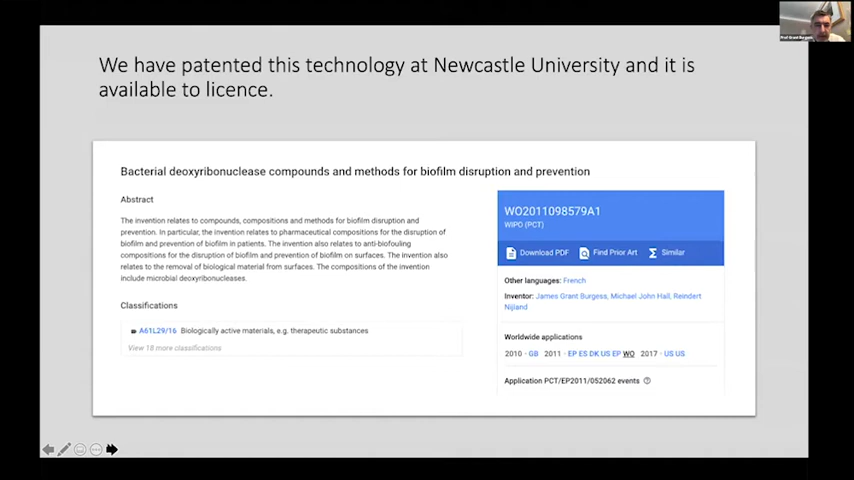 We have patented this technology at Newcastle University and it is
available to licence.
Bacterial deoxyribonuclease compounds and methods for biofilm disruption and prevention
Abstract
The invention relates to compounds, compositions and methods for biofilm disruption and
prevention. In particular, the invention relates to pharmaceutical compositions for the disruption of
biofilm and prevention of biofilm in patients. The invention also relates to anti-biofouling
compositions for the disruption of biofilm and prevention of biofilm on surfaces. The invention also
relates to the removal of biological material from surfaces. The compositions of the invention
include microbial deoxyribonucleases.
Classifications
A61L29/16 Biologically active materials, e.g. therapeutic substances
View 18 more classifications
WO2011098579A1
WIPO (PCT)
Download PDF Find Prior Art Similar
Other languages: French
Inventor: James Grant Burgess, Michael John Hall, Reindert
Nijland
Worldwide applications
2010 · GB 2011 · EP ES DK US EP WO 2017 · US US
Application PCT/EP2011/052062 events
Prof Grant Burgess